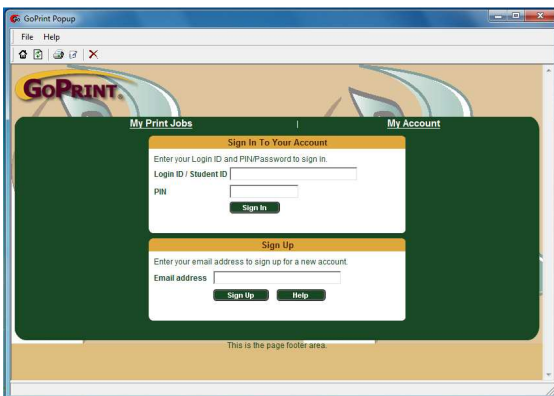 GoPrint Popup
File Help
GOPRINT.
My Print Jobs | My Account
Sign In To Your Account
Enter your Login ID and PIN/Password to sign in.
Login ID / Student ID
PIN
Sign In
Sign Up
Enter your email address to sign up for a new account.
Email address
Sign Up Help
This is the page footer area.